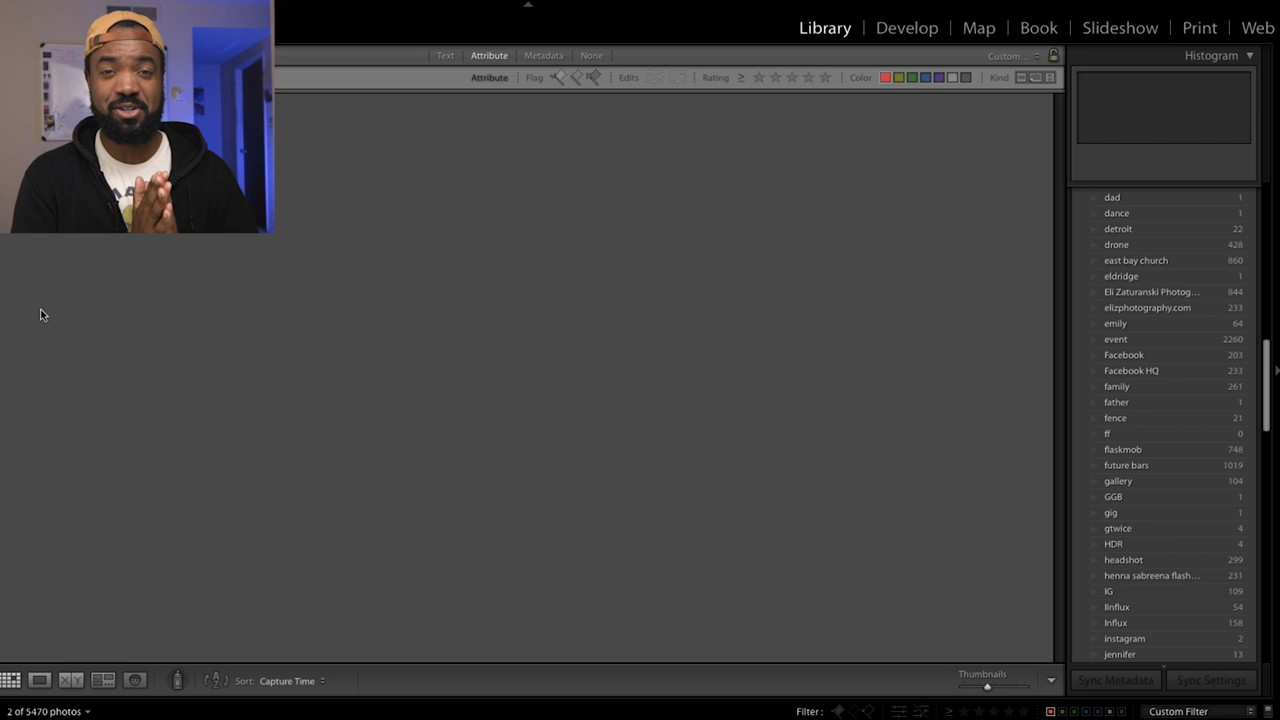 Library Develop Map Book Slideshow Print Web
Text Attribute Metadata None Custom...
Histogram
Attribute Flag Edits Rating ≥ Color Kind
dad 1
dance 1
detroit 22
drone 428
east bay church 860
eldridge 1
Eli Zaturanski Photog... 844
elizphotography.com 233
emily 64
event 2260
Facebook 203
Facebook HQ 233
family 261
father 1
fence 21
ff 0
flaskmob 748
future bars 1019
gallery 104
GGB 1
gig 1
gtwice 4
HDR 4
headshot 299
henna sabreena flash... 231
IG 109
IInflux 54
Influx 158
instagram 2
jennifer 13
Sort: Capture Time
Thumbnails
Sync Metadata Sync Settings
2 of 5470 photos
Filter: ≥ Custom Filter